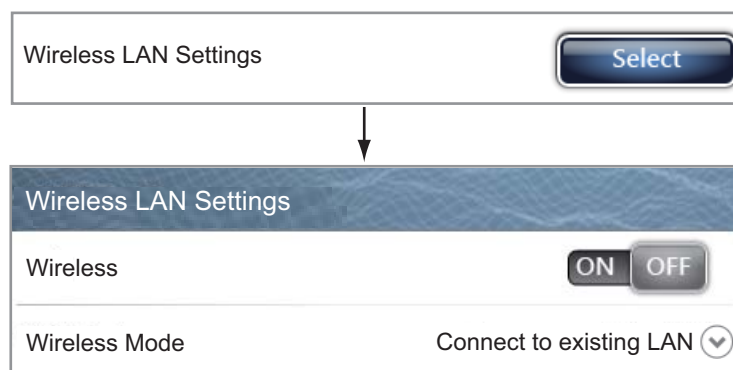 Wireless LAN Settings Select
Wireless LAN Settings
Wireless ON OFF
Wireless Mode Connect to existing LAN